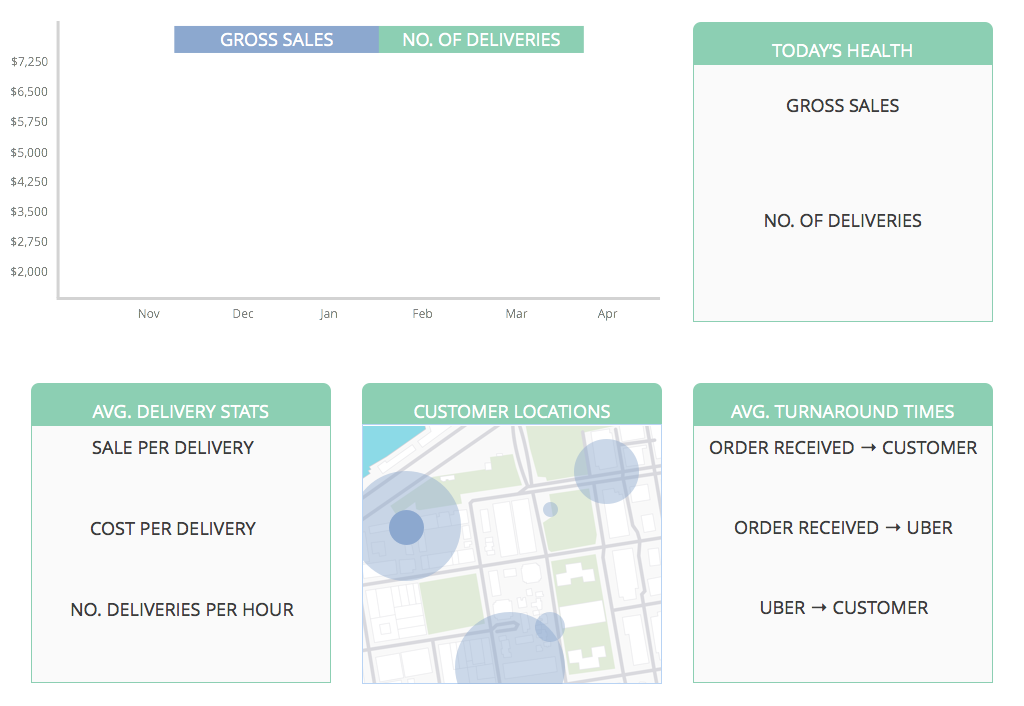 GROSS SALES
NO. OF DELIVERIES
$7,250
$6,500
$5,750
$5,000
$4,250
$3,500
$2,750
$2,000
Nov
Dec
Jan
Feb
Mar
Apr
TODAY’S HEALTH
GROSS SALES
NO. OF DELIVERIES
AVG. DELIVERY STATS
SALE PER DELIVERY
COST PER DELIVERY
NO. DELIVERIES PER HOUR
CUSTOMER LOCATIONS
AVG. TURNAROUND TIMES
ORDER RECEIVED → CUSTOMER
ORDER RECEIVED → UBER
UBER → CUSTOMER